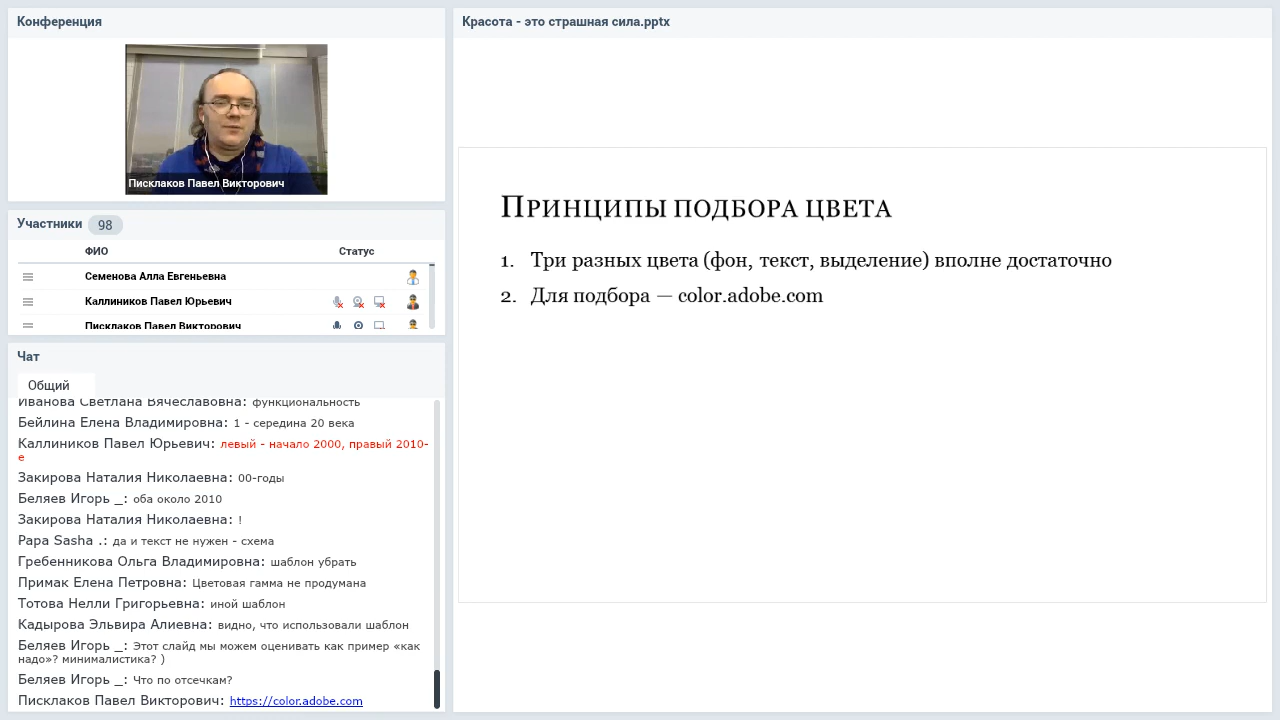 Конференция
Писклаков Павел Викторович
Участники 98
ФИО Статус
Семенова Алла Евгеньевна
Каллиников Павел Юрьевич
Писклаков Павел Викторович
Чат
Общий
Иванова Светлана Вячеславовна: функциональность
Бейлина Елена Владимировна: 1 - середина 20 века
Каллиников Павел Юрьевич: левый - начало 2000, правый 2010-
е
Закирова Наталия Николаевна: 00-годы
Беляев Игорь _: оба около 2010
Закирова Наталия Николаевна: !
Papa Sasha .: да и текст не нужен - схема
Гребенникова Ольга Владимировна: шаблон убрать
Примак Елена Петровна: Цветовая гамма не продумана
Тотова Нелли Григорьевна: иной шаблон
Кадырова Эльвира Алиевна: видно, что использовали шаблон
Беляев Игорь _: Этот слайд мы можем оценивать как пример «как
надо»? минималистика? )
Беляев Игорь _: Что по отсечкам?
Писклаков Павел Викторович: https://color.adobe.com
Красота - это страшная сила.pptx
Принципы подбора цвета
1. Три разных цвета (фон, текст, выделение) вполне достаточно
2. Для подбора — color.adobe.com